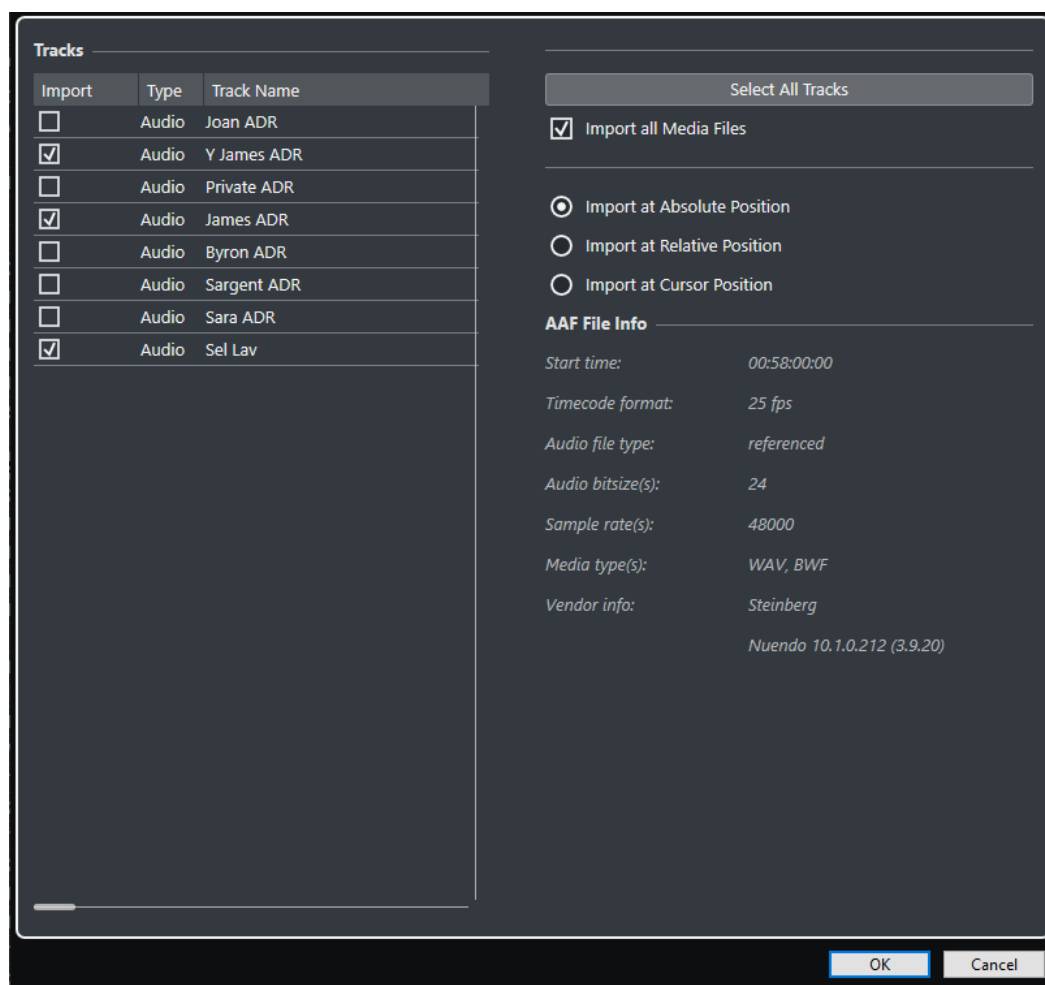 Tracks
Import Type Track Name
Audio Joan ADR
Audio Y James ADR
Audio Private ADR
Audio James ADR
Audio Byron ADR
Audio Sargent ADR
Audio Sara ADR
Audio Sel Lav
Select All Tracks
Import all Media Files
Import at Absolute Position
Import at Relative Position
Import at Cursor Position
AAF File Info
Start time: 00:58:00:00
Timecode format: 25 fps
Audio file type: referenced
Audio bitsize(s): 24
Sample rate(s): 48000
Media type(s): WAV, BWF
Vendor info: Steinberg
Nuendo 10.1.0.212 (3.9.20)
OK Cancel